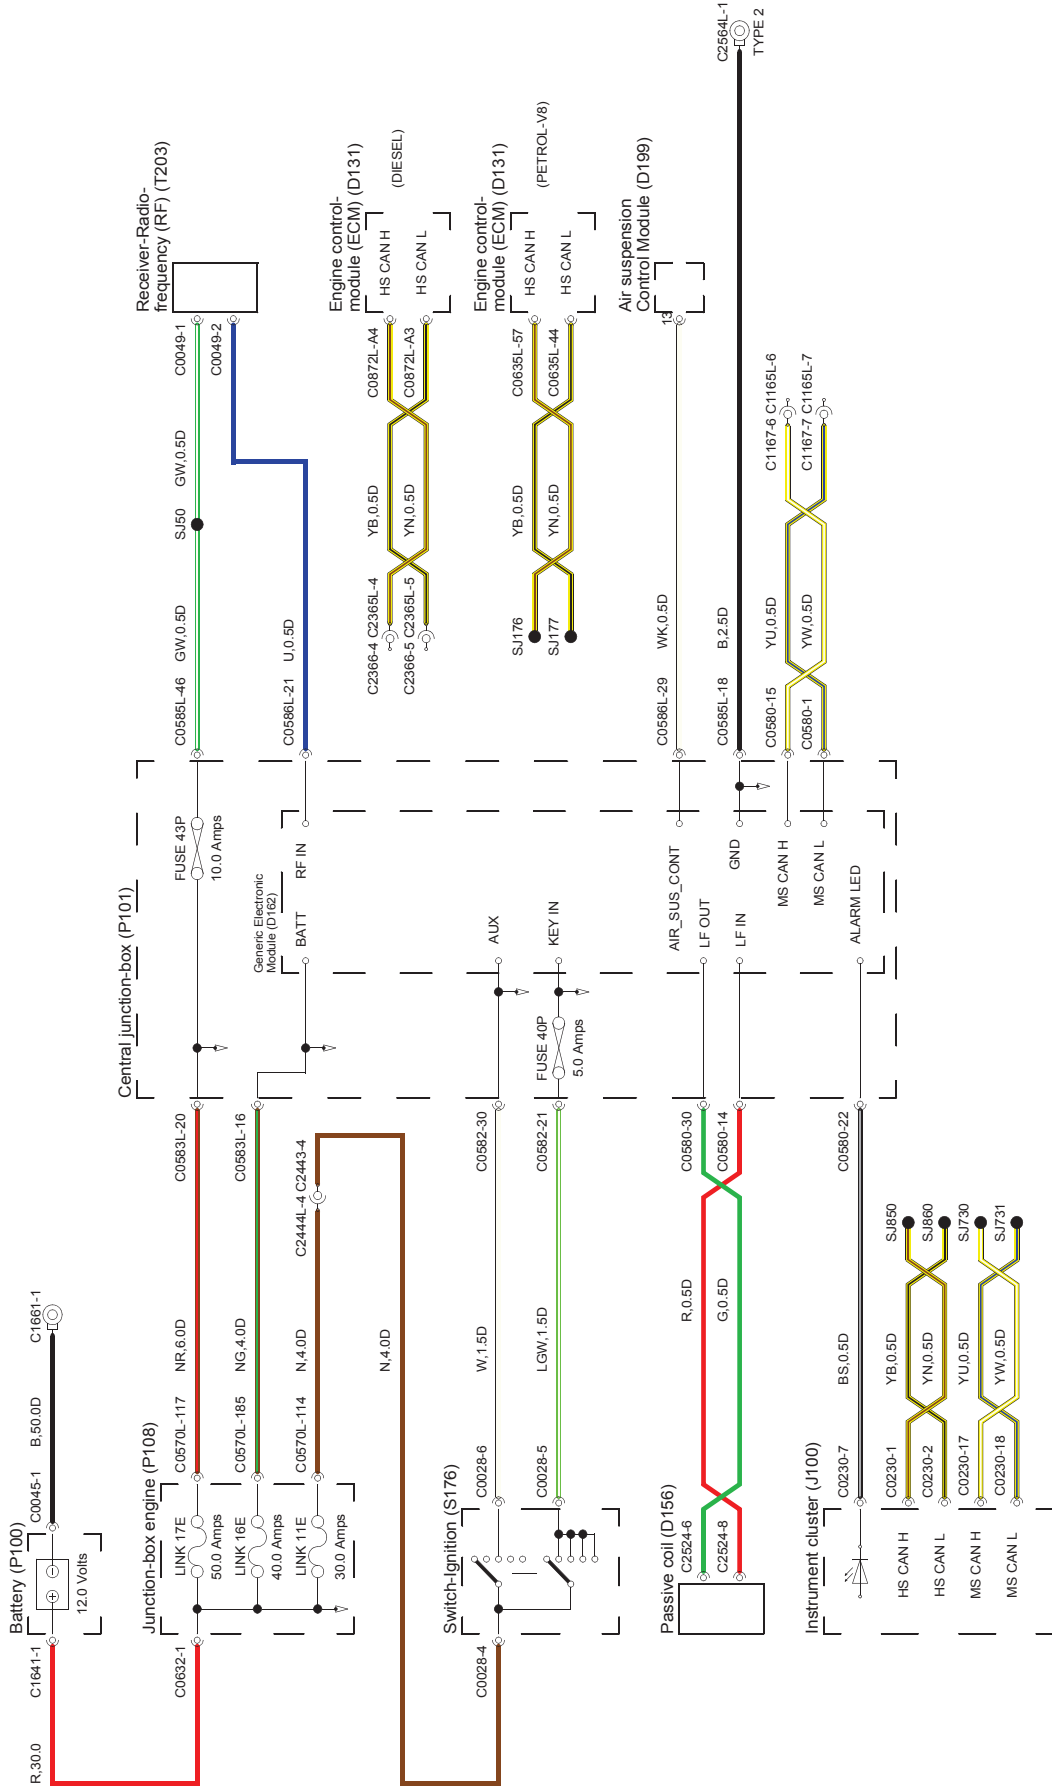 Battery (P100)
12.0 Volts
C1641-1
R,30.0
C0045-1
B,50.0D
C1661-1
Junction-box engine (P108)
C0632-1
LINK 17E
50.0 Amps
LINK 16E
40.0 Amps
LINK 11E
30.0 Amps
C0570L-117
NR,6.0D
C0583L-20
C0570L-185
NG,4.0D
C0583L-16
C0570L-114
N,4.0D
C2444L-4
C2443-4
N,4.0D
Switch-Ignition (S176)
C0028-4
C0028-6
W,1.5D
C0582-30
C0028-5
LGW,1.5D
C0582-21
Passive coil (D156)
C2524-6
C2524-8
R,0.5D
G,0.5D
C0580-30
C0580-14
Instrument cluster (J100)
HS CAN H
HS CAN L
MS CAN H
MS CAN L
C0230-7
BS,0.5D
C0580-22
C0230-1
YB,0.5D
SJ850
C0230-2
YN,0.5D
SJ860
C0230-17
YU,0.5D
SJ730
C0230-18
YW,0.5D
SJ731
Central junction-box (P101)
FUSE 43P
10.0 Amps
Generic Electronic
Module (D162)
BATT
RF IN
AUX
KEY IN
FUSE 40P
5.0 Amps
AIR_SUS_CONT
LF OUT
LF IN
GND
MS CAN H
MS CAN L
ALARM LED
C0585L-46
GW,0.5D
SJ50
GW,0.5D
C0049-1
C0586L-21
U,0.5D
C0049-2
Receiver-Radio-
frequency (RF) (T203)
C2366-4
C2365L-4
C2366-5
C2365L-5
YB,0.5D
YN,0.5D
C0872L-A4
C0872L-A3
Engine control-
module (ECM) (D131)
HS CAN H
HS CAN L
(DIESEL)
SJ176
SJ177
YB,0.5D
YN,0.5D
C0635L-57
C0635L-44
Engine control-
module (ECM) (D131)
HS CAN H
HS CAN L
(PETROL-V8)
C0586L-29
WK,0.5D
13
Air suspension
Control Module (D199)
C0585L-18
B,2.5D
C2564L-1
TYPE 2
C0580-15
YU,0.5D
C1167-6
C1165L-6
C0580-1
YW,0.5D
C1167-7
C1165L-7